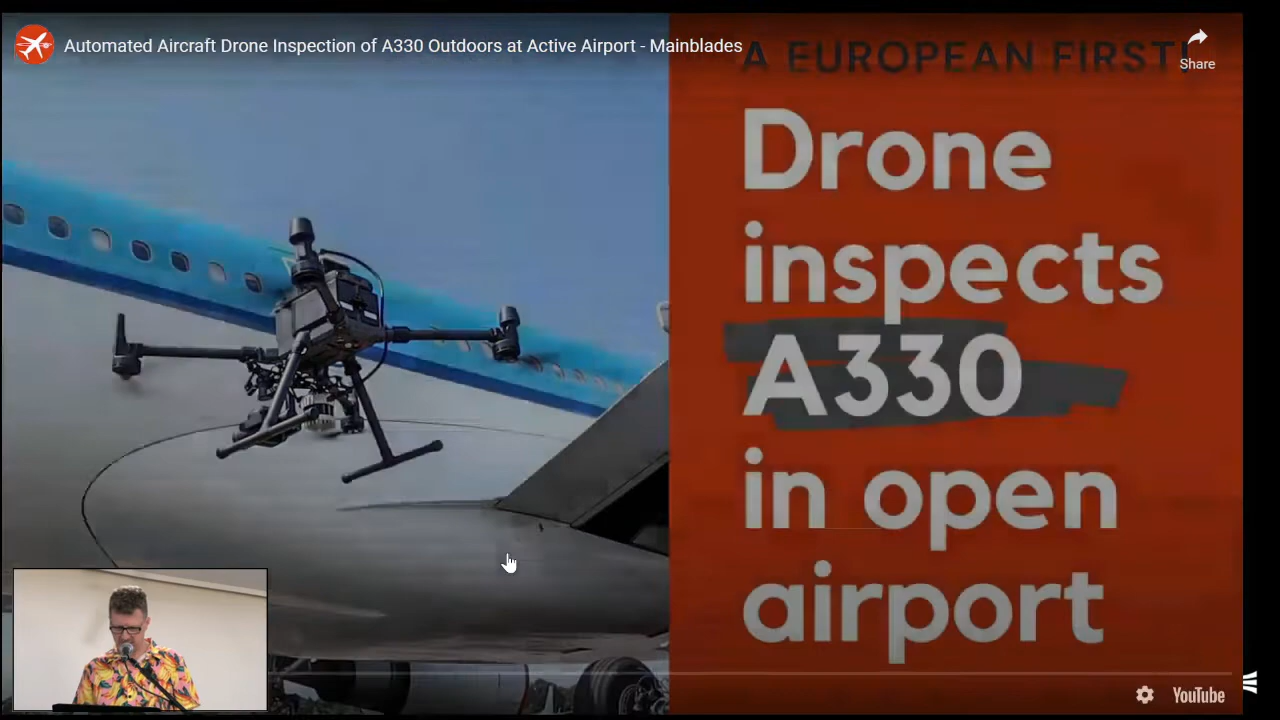 Automated Aircraft Drone Inspection of A330 Outdoors at Active Airport - Mainblades
Share
A EUROPEAN FIRST!
Drone
inspects
A330
in open
airport
YouTube